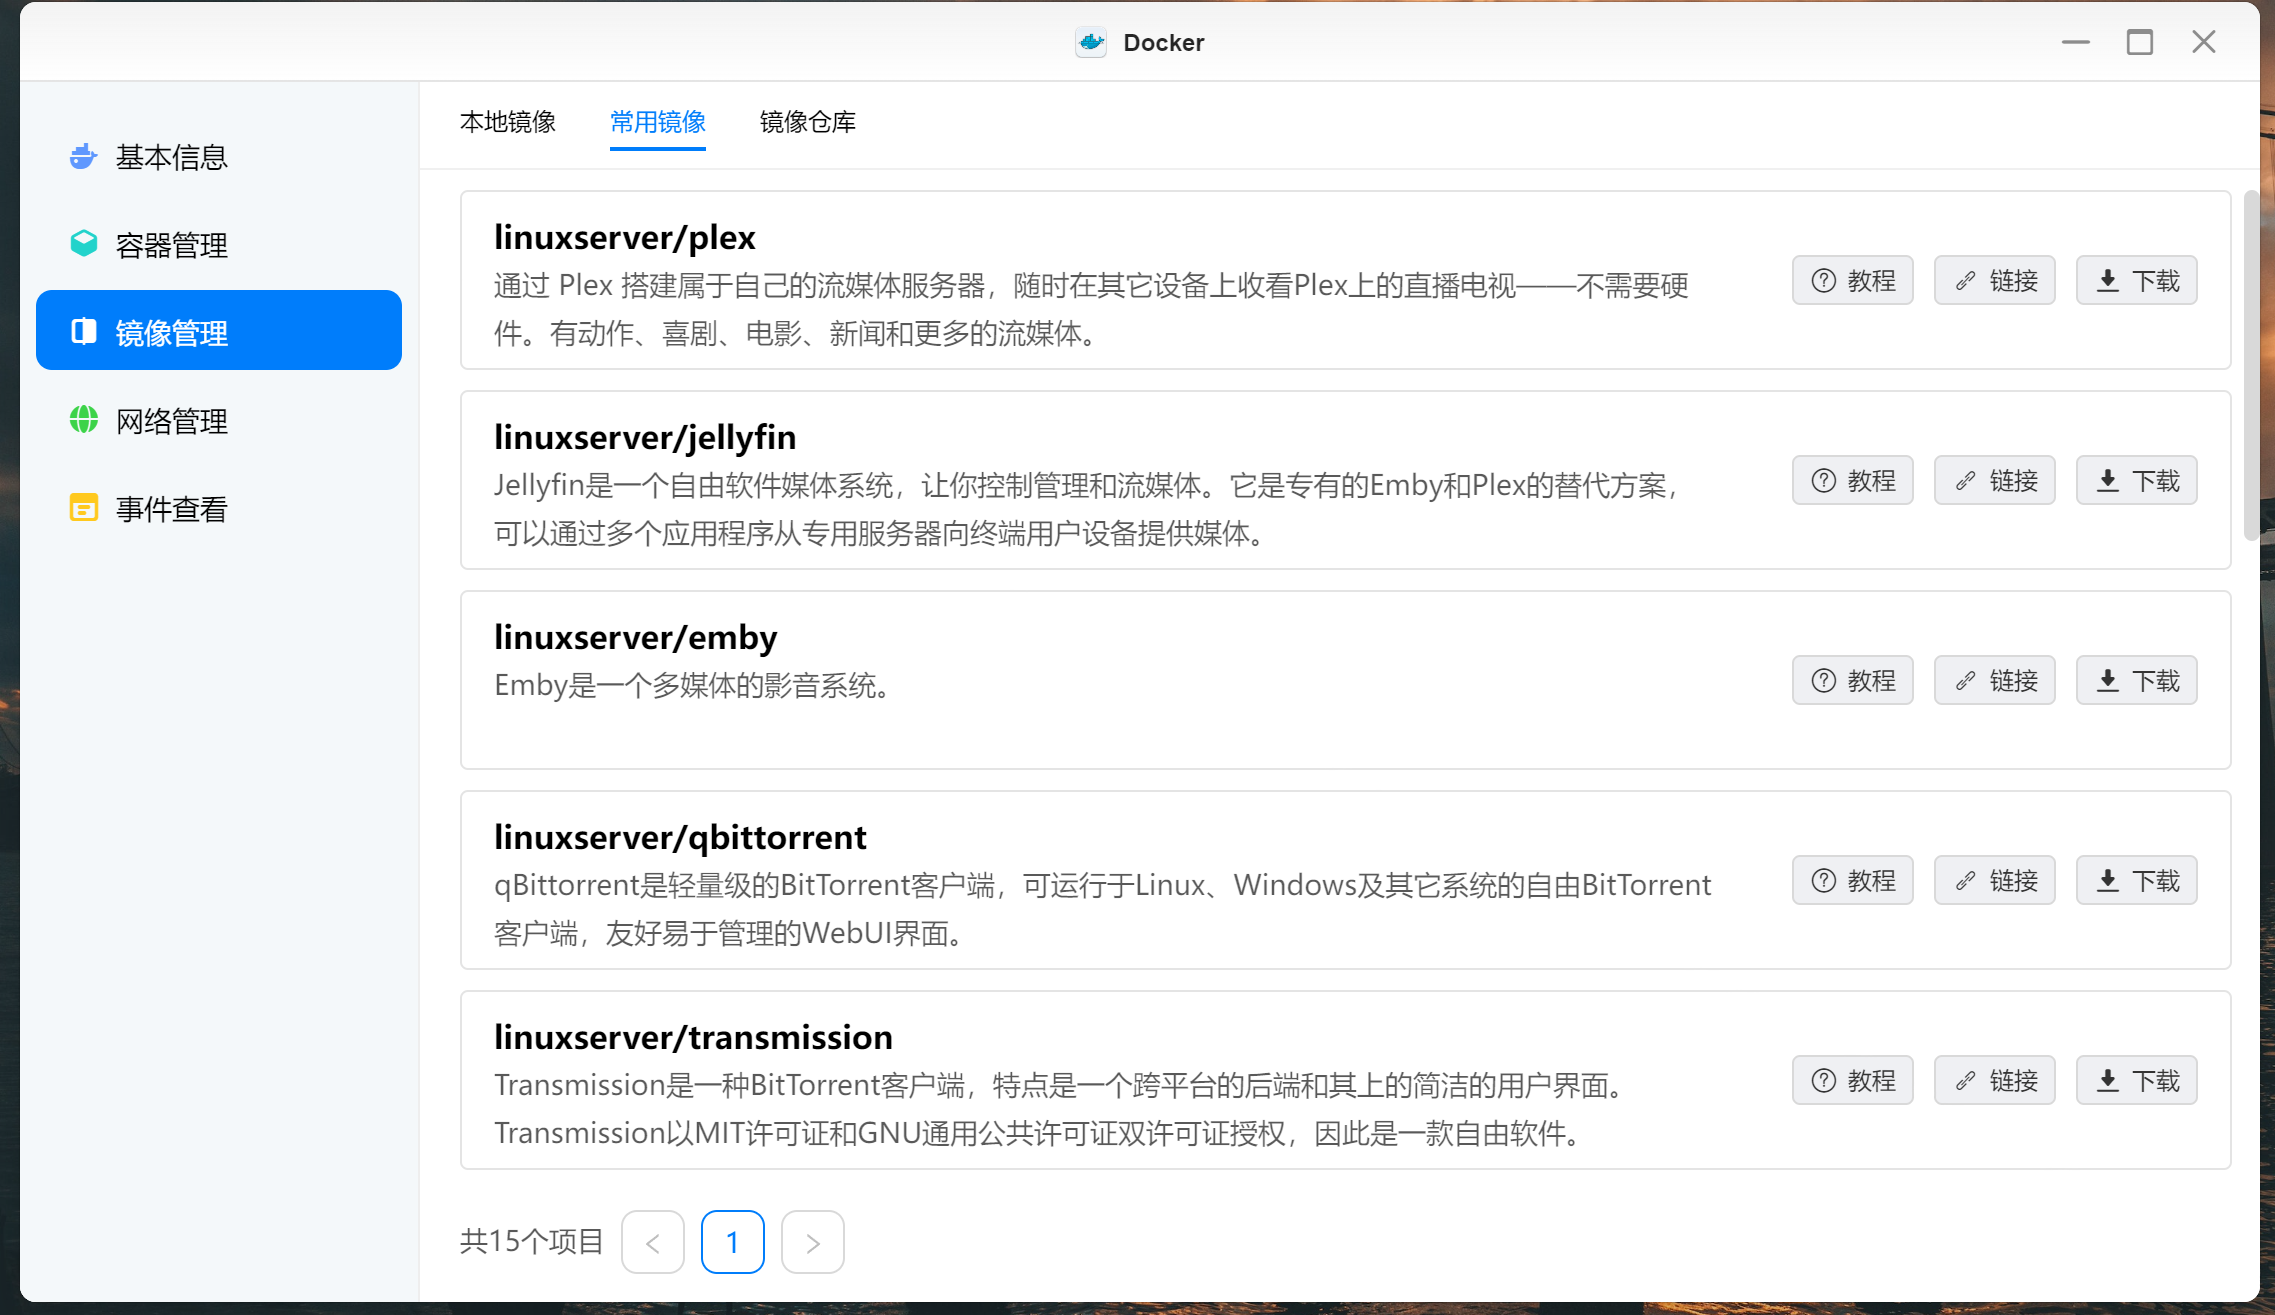 Docker
基本信息
容器管理
镜像管理
网络管理
事件查看
本地镜像 常用镜像 镜像仓库
linuxserver/plex
通过 Plex 搭建属于自己的流媒体服务器，随时在其它设备上收看Plex上的直播电视——不需要硬
件。有动作、喜剧、电影、新闻和更多的流媒体。
教程 链接 下载
linuxserver/jellyfin
Jellyfin是一个自由软件媒体系统，让你控制管理和流媒体。它是专有的Emby和Plex的替代方案，
可以通过多个应用程序从专用服务器向终端用户设备提供媒体。
教程 链接 下载
linuxserver/emby
Emby是一个多媒体的影音系统。
教程 链接 下载
linuxserver/qbittorrent
qBittorrent是轻量级的BitTorrent客户端，可运行于Linux、Windows及其它系统的自由BitTorrent
客户端，友好易于管理的WebUI界面。
教程 链接 下载
linuxserver/transmission
Transmission是一种BitTorrent客户端，特点是一个跨平台的后端和其上的简洁的用户界面。
Transmission以MIT许可证和GNU通用公共许可证双许可证授权，因此是一款自由软件。
教程 链接 下载
共15个项目 < 1 >